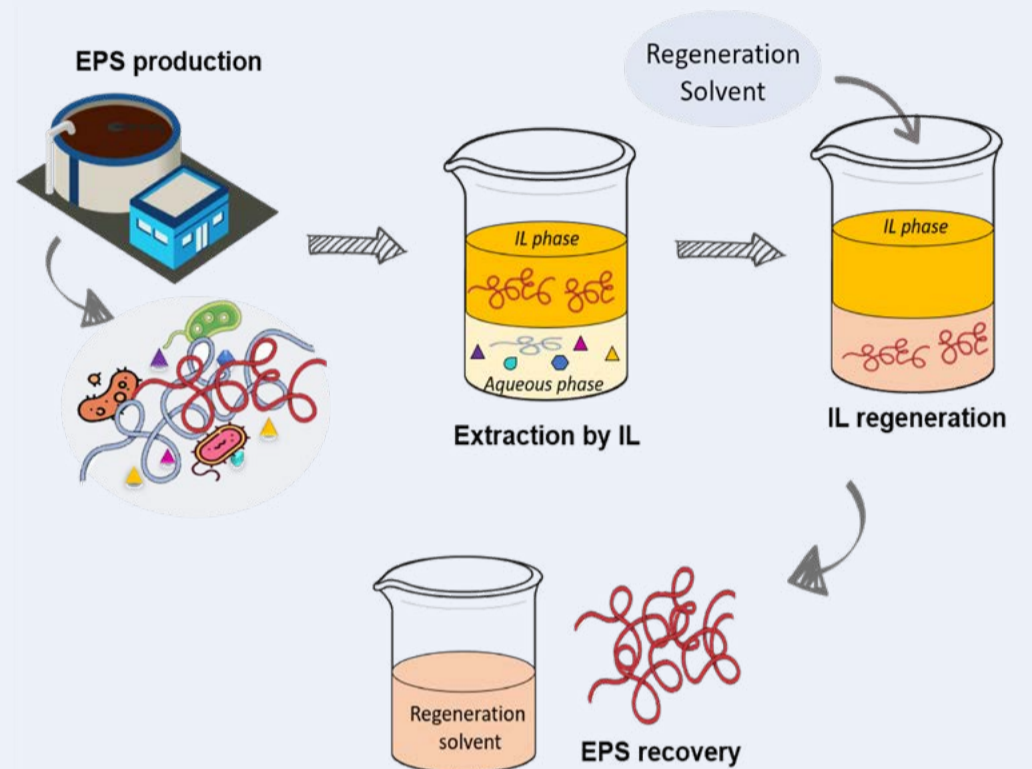 EPS production
Regeneration
Solvent
IL phase
Aqueous phase
Extraction by IL
IL phase
IL regeneration
Regeneration
solvent
EPS recovery